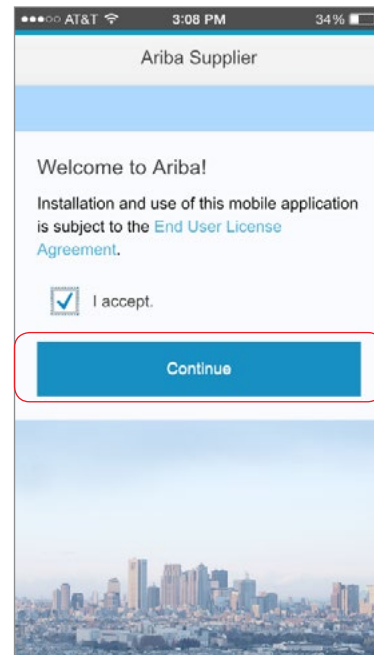 AT&T 3:08 PM 34%
Ariba Supplier
Welcome to Ariba!
Installation and use of this mobile application
is subject to the End User License
Agreement.
I accept.
Continue